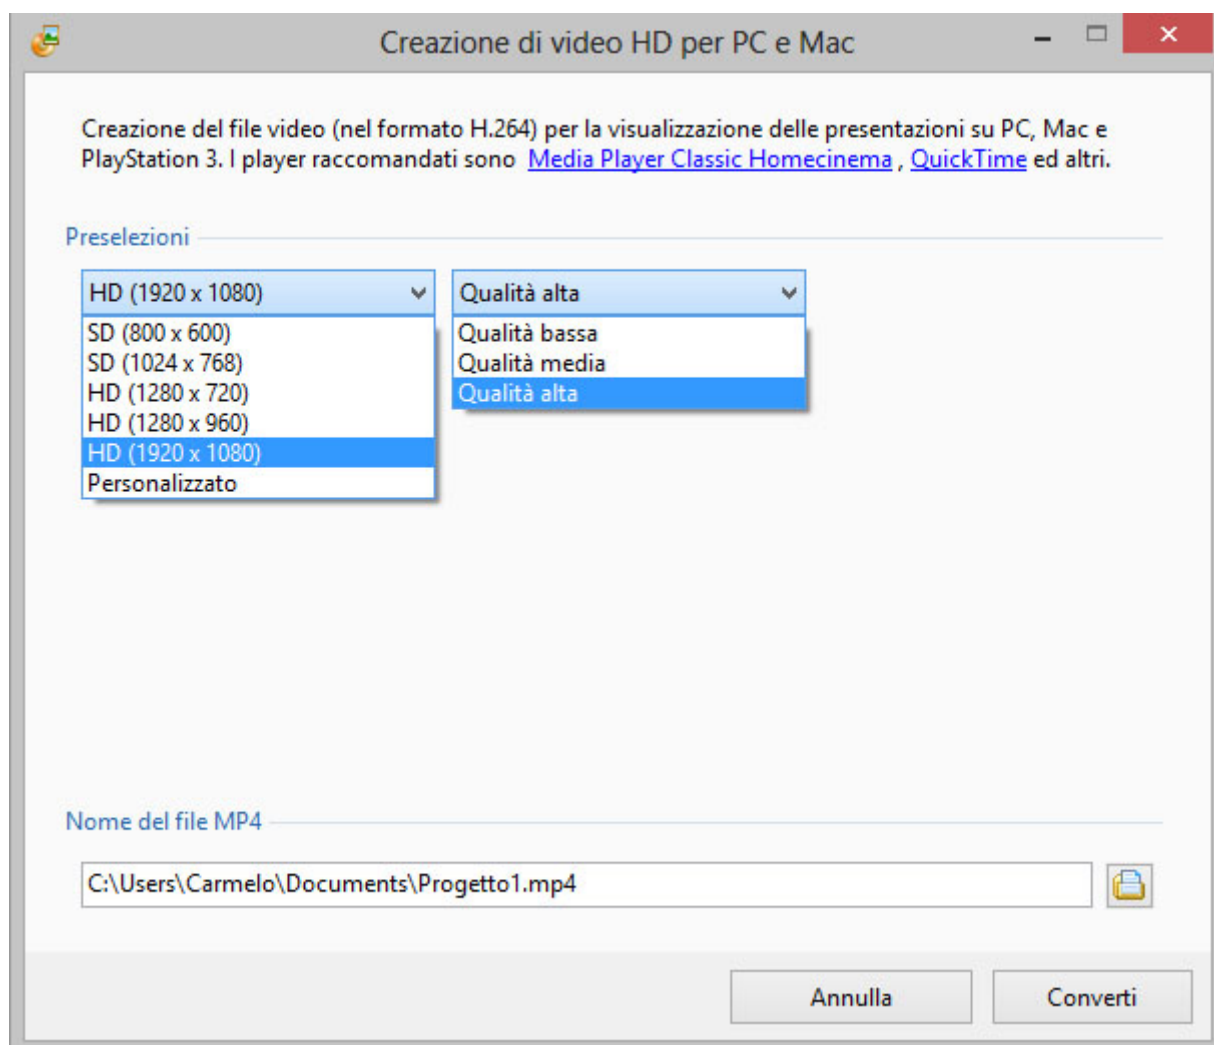 Creazione di video HD per PC e Mac
Creazione del file video (nel formato H.264) per la visualizzazione delle presentazioni su PC, Mac e
PlayStation 3. I player raccomandati sono Media Player Classic Homecinema , QuickTime ed altri.
Preselezioni
HD (1920 x 1080)
SD (800 x 600)
SD (1024 x 768)
HD (1280 x 720)
HD (1280 x 960)
HD (1920 x 1080)
Personalizzato
Qualità alta
Qualità bassa
Qualità media
Qualità alta
Nome del file MP4
C:\Users\Carmelo\Documents\Progetto1.mp4
Annulla
Converti